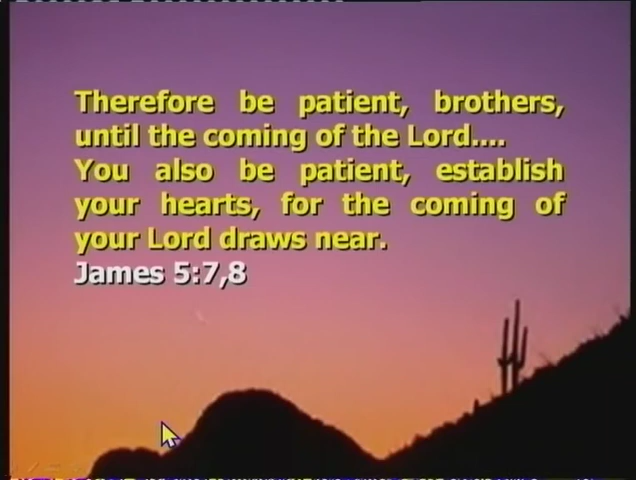 Therefore be patient, brothers,
until the coming of the Lord....
You also be patient, establish
your hearts, for the coming of
your Lord draws near.
James 5:7,8